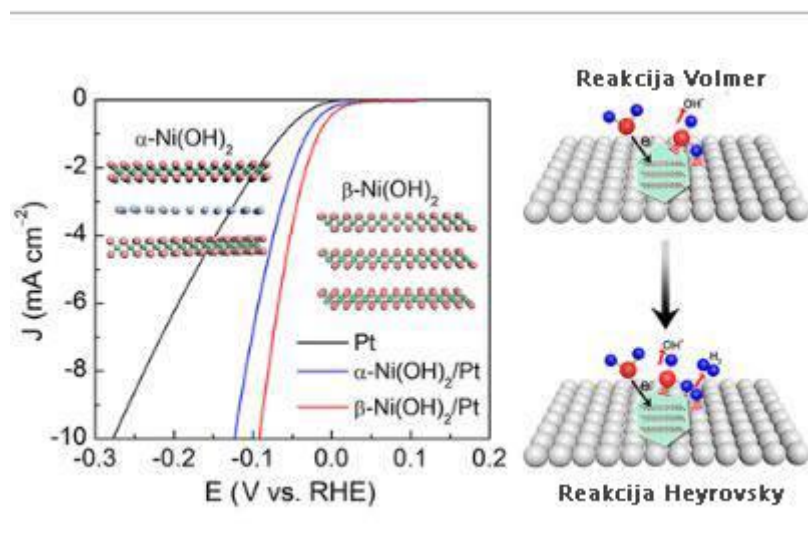 Reakcija Volmer
OH⁻
e⁻
0
-2
-4
-6
-8
-10
J (mA cm⁻²)
α-Ni(OH)₂
β-Ni(OH)₂
Pt
α-Ni(OH)₂/Pt
β-Ni(OH)₂/Pt
-0.3
-0.2
-0.1
0.0
0.1
0.2
E (V vs. RHE)
OH⁻
H₂
e⁻
Reakcija Heyrovsky